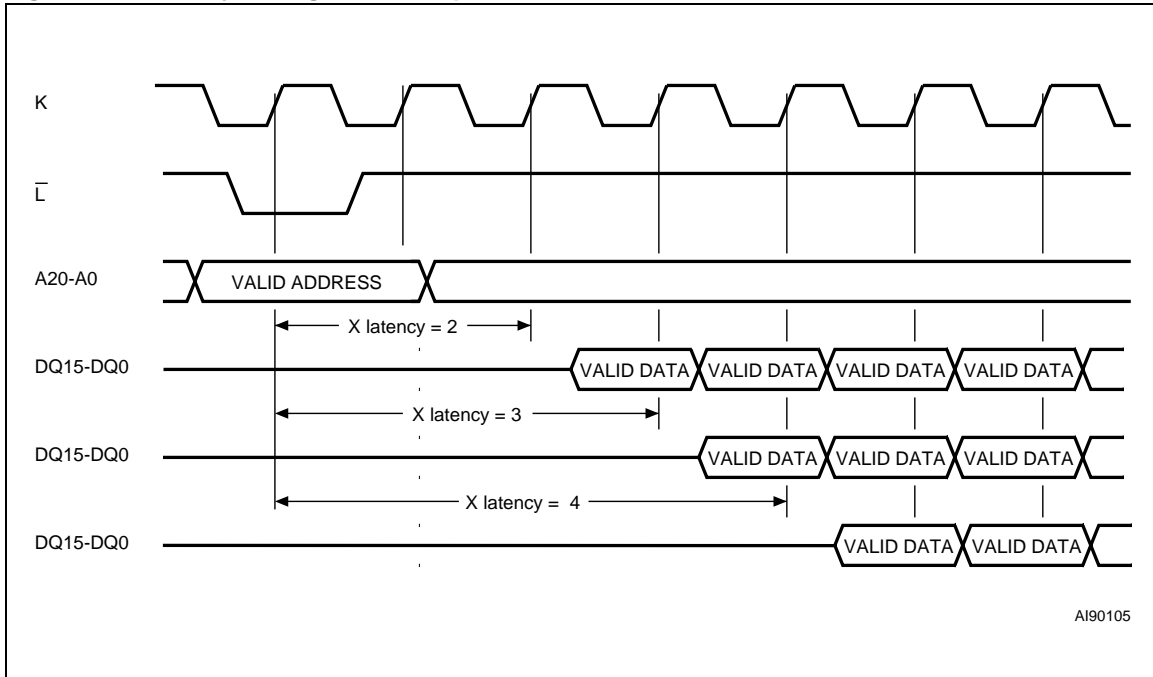 K
L
A20-A0
VALID ADDRESS
X latency = 2
DQ15-DQ0
VALID DATA VALID DATA VALID DATA VALID DATA
X latency = 3
DQ15-DQ0
VALID DATA VALID DATA VALID DATA
X latency = 4
DQ15-DQ0
VALID DATA VALID DATA
AI90105